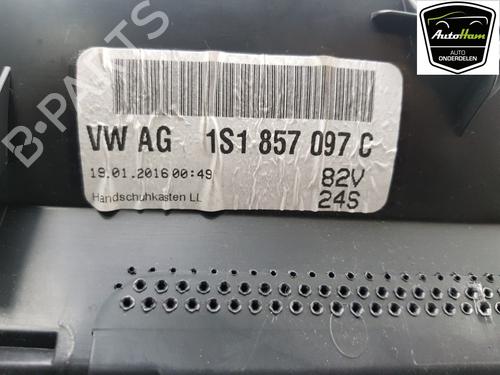 AutoHam
AUTO
ONDERDELEN
B-PARTS
VW AG 1S1 857 097 C
19.01.2016 00:49 82V
Handschuhkasten LL 24S